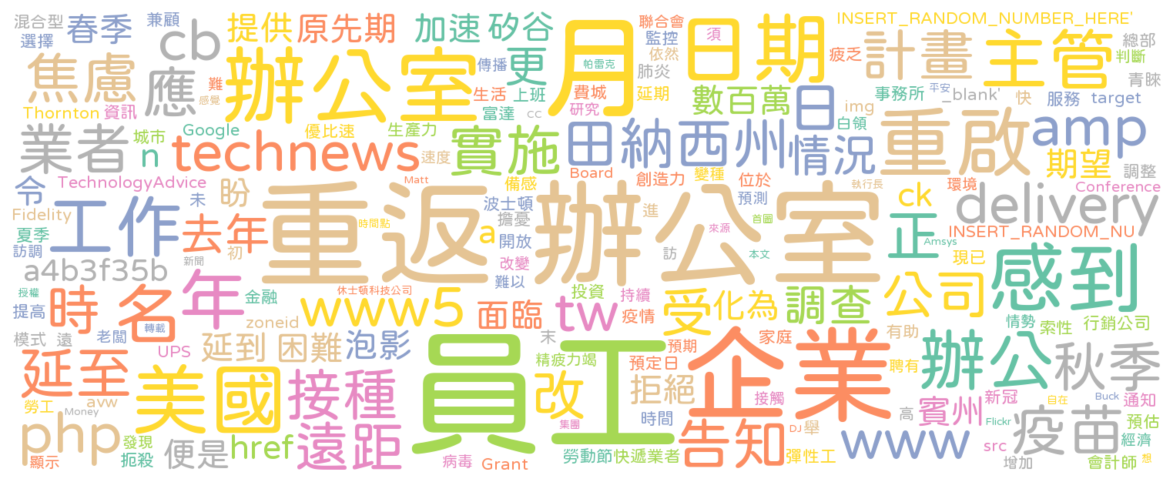 混合型 兼顧 提供 原先期 加速 矽谷 月 日期 聯合會 INSERT_RANDOM_NUMBER_HERE'
選擇 春季 cb 辦公室 傳播 更 帕雷克 監控 依然 疲乏 計畫 主管 總部 判斷
焦慮 應 難 感覺 生活 上班 費城 肺炎 延期 數百萬 日 事務所 平安 _blank' 快 服務 target 青睞
Thornton 資訊 富達 cc 研究 img 白領
業者 城市 n Google technews 優比速 生產力 速度 實施 田納西州 情況 重啟 amp 期望 調整
令 TechnologyAdvice 未 盼 Matt 備感 Board 創造力 變種 位於 預測 執行長 ck 環境 Conference
Fidelity 工作 去年 時間點 重返 辦公室 波士頓 擔憂 進 來源 首圖 正 delivery
夏季 訪調 初 a 開放 訪 本文 Amsys 現已 INSERT_RANDOM_NU
a4b3f35b 新聞 改變 難以 感到
授權 提高 時 名 年 金融 休士頓科技公司 www5 面臨 tw 投資 持續 疫情 受 化為 調查 公司
轉載 zoneid 情勢 索性 行銷公司
模式 遠 老闆 UPS 延到 困難 泡影 員工 末 精疲力竭 預定日 預期 企業 家庭 有助 辦公 秋季
延至 美國 接種 改 拒絕 接觸 聘有
勞工 Money avw 時間 高 賓州 新冠 Buck 通知
php 發現 扼殺 便是 href 遠距 集團 告知 DJ 舉 www Flickr 自在 疫苗 預估
顯示 病毒 Grant 勞動節 快遞業者 彈性工 src 增加 會計師 經濟 想